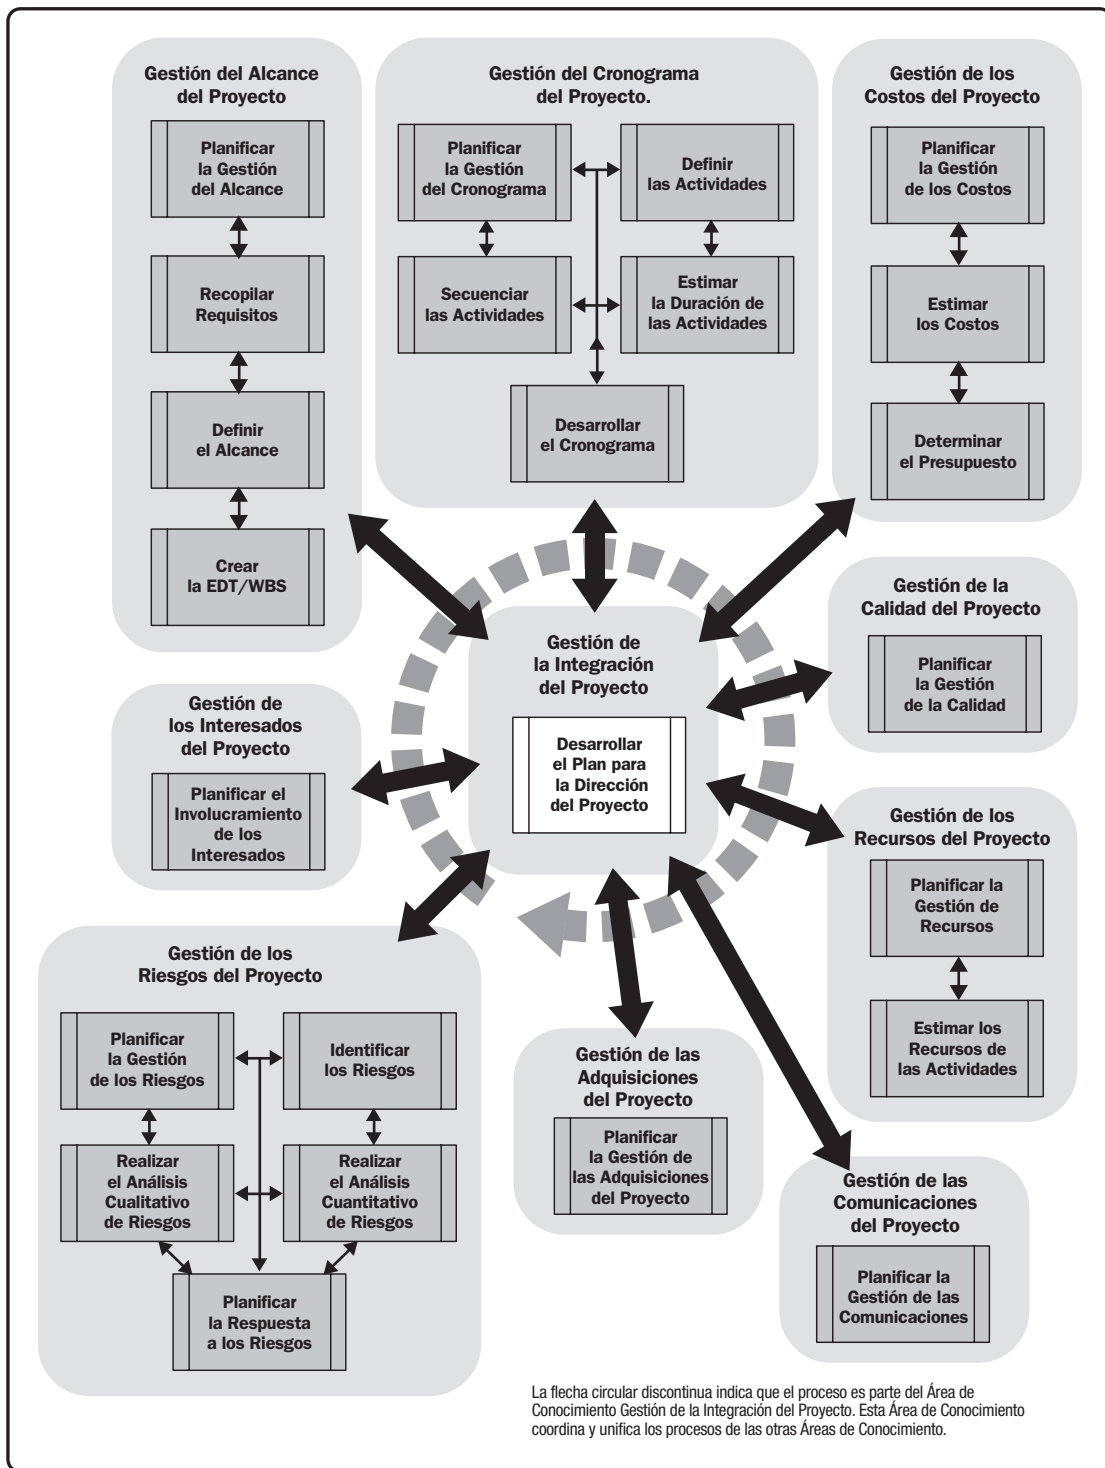 Gestión del Alcance
del Proyecto
Planificar
la Gestión
del Alcance
Recopilar
Requisitos
Definir
el Alcance
Crear
la EDT/WBS
Gestión del Cronograma
del Proyecto.
Planificar
la Gestión
del Cronograma
Definir
las Actividades
Secuenciar
las Actividades
Estimar
la Duración de
las Actividades
Desarrollar
el Cronograma
Gestión de los
Costos del Proyecto
Planificar
la Gestión
de los Costos
Estimar
los Costos
Determinar
el Presupuesto
Gestión de la
Calidad del Proyecto
Planificar
la Gestión
de la Calidad
Gestión de
la Integración
del Proyecto
Desarrollar
el Plan para
la Dirección
del Proyecto
Gestión de
los Interesados
del Proyecto
Planificar el
Involucramiento
de los
Interesados
Gestión de los
Recursos del Proyecto
Planificar la
Gestión de
Recursos
Estimar los
Recursos de
las Actividades
Gestión de los
Riesgos del Proyecto
Planificar
la Gestión
de los Riesgos
Identificar
los Riesgos
Realizar
el Análisis
Cualitativo
de Riesgos
Realizar
el Análisis
Cuantitativo
de Riesgos
Planificar
la Respuesta
a los Riesgos
Gestión de las
Adquisiciones
del Proyecto
Planificar
la Gestión de
las Adquisiciones
del Proyecto
Gestión de las
Comunicaciones
del Proyecto
Planificar la
Gestión de las
Comunicaciones
La flecha circular discontinua indica que el proceso es parte del Área de
Conocimiento Gestión de la Integración del Proyecto. Esta Área de Conocimiento
coordina y unifica los procesos de las otras Áreas de Conocimiento.